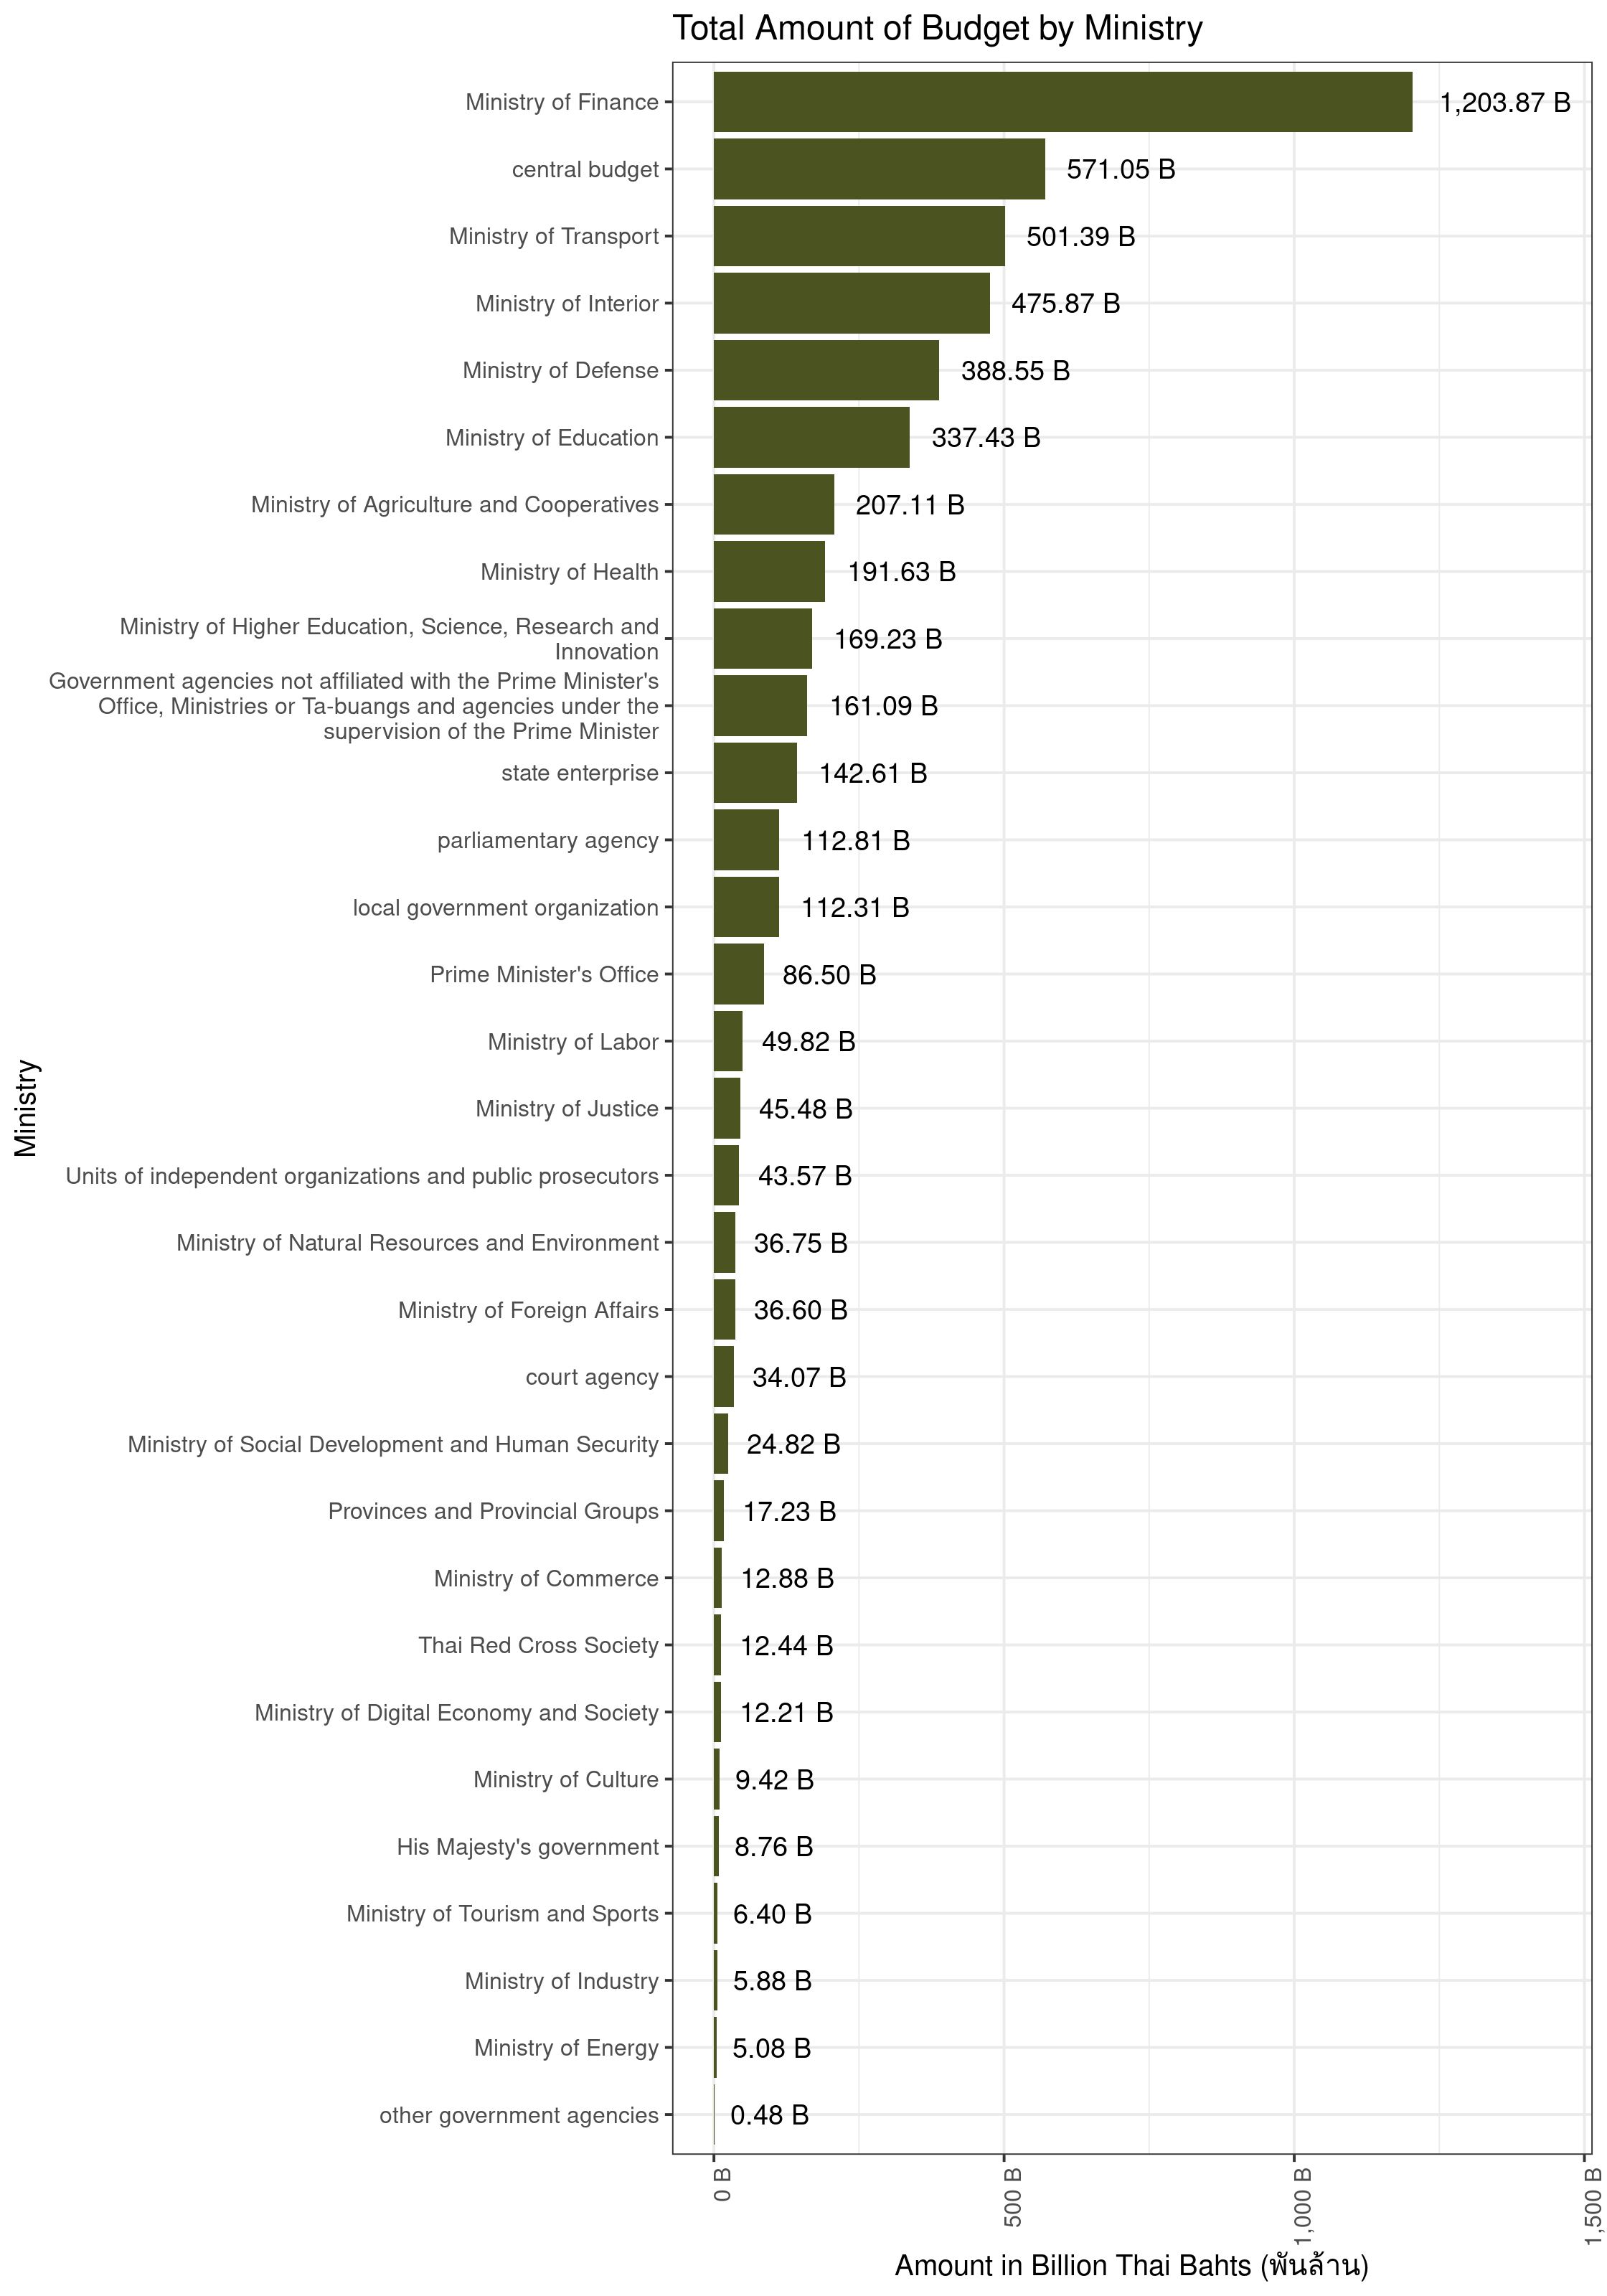 Total Amount of Budget by Ministry
Ministry of Finance
1,203.87 B
central budget
571.05 B
Ministry of Transport
501.39 B
Ministry of Interior
475.87 B
Ministry of Defense
388.55 B
Ministry of Education
337.43 B
Ministry of Agriculture and Cooperatives
207.11 B
Ministry of Health
191.63 B
Ministry of Higher Education, Science, Research and
Innovation
169.23 B
Government agencies not affiliated with the Prime Minister's
Office, Ministries or Ta-buangs and agencies under the
supervision of the Prime Minister
161.09 B
state enterprise
142.61 B
parliamentary agency
112.81 B
local government organization
112.31 B
Prime Minister's Office
86.50 B
Ministry of Labor
49.82 B
Ministry of Justice
45.48 B
Units of independent organizations and public prosecutors
43.57 B
Ministry of Natural Resources and Environment
36.75 B
Ministry of Foreign Affairs
36.60 B
court agency
34.07 B
Ministry of Social Development and Human Security
24.82 B
Provinces and Provincial Groups
17.23 B
Ministry of Commerce
12.88 B
Thai Red Cross Society
12.44 B
Ministry of Digital Economy and Society
12.21 B
Ministry of Culture
9.42 B
His Majesty's government
8.76 B
Ministry of Tourism and Sports
6.40 B
Ministry of Industry
5.88 B
Ministry of Energy
5.08 B
other government agencies
0.48 B
Ministry
0 B
500 B
1,000 B
1,500 B
Amount in Billion Thai Bahts (พันล้าน)